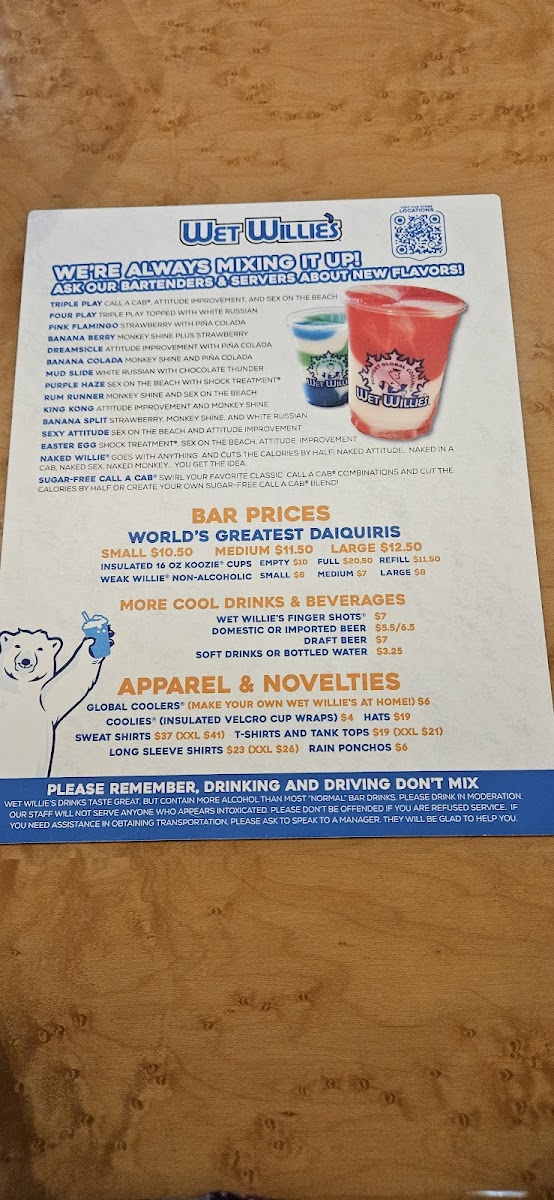 WET WILLIE'S
LOCATIONS
WE'RE ALWAYS MIXING IT UP!
ASK OUR BARTENDERS & SERVERS ABOUT NEW FLAVORS!
TRIPLE PLAY CALL A CAB®, ATTITUDE IMPROVEMENT, AND SEX ON THE BEACH
FOUR PLAY TRIPLE PLAY TOPPED WITH WHITE RUSSIAN
PINK FLAMINGO STRAWBERRY WITH PIÑA COLADA
BANANA BERRY MONKEY SHINE PLUS STRAWBERRY
DREAMSICLE ATTITUDE IMPROVEMENT WITH PIÑA COLADA
BANANA COLADA MONKEY SHINE AND PIÑA COLADA
MUD SLIDE WHITE RUSSIAN WITH CHOCOLATE THUNDER
PURPLE HAZE SEX ON THE BEACH WITH SHOCK TREATMENT®
RUM RUNNER MONKEY SHINE AND SEX ON THE BEACH
KING KONG ATTITUDE IMPROVEMENT AND MONKEY SHINE
BANANA SPLIT STRAWBERRY, MONKEY SHINE, AND WHITE RUSSIAN
SEXY ATTITUDE SEX ON THE BEACH AND ATTITUDE IMPROVEMENT
EASTER EGG SHOCK TREATMENT®, SEX ON THE BEACH, ATTITUDE IMPROVEMENT
NAKED WILLIE® GOES WITH ANYTHING AND CUTS THE CALORIES BY HALF! NAKED ATTITUDE. NAKED IN A
CAB, NAKED SEX, NAKED MONKEY... YOU GET THE IDEA.
SUGAR-FREE CALL A CAB® SWIRL YOUR FAVORITE CLASSIC CALL A CAB® COMBINATIONS AND CUT THE
CALORIES BY HALF OR CREATE YOUR OWN SUGAR-FREE CALL A CAB® BLEND!
WET WILLIE'S
WET WILLIE'S
BAR PRICES
WORLD'S GREATEST DAIQUIRIS
SMALL $10.50 MEDIUM $11.50 LARGE $12.50
INSULATED 16 OZ KOOZIE® CUPS EMPTY $10 FULL $20.50 REFILL $11.50
WEAK WILLIE® NON-ALCOHOLIC SMALL $6 MEDIUM $7 LARGE $8
MORE COOL DRINKS & BEVERAGES
WET WILLIE'S FINGER SHOTS® $7
DOMESTIC OR IMPORTED BEER $5.5/6.5
DRAFT BEER $7
SOFT DRINKS OR BOTTLED WATER $3.25
APPAREL & NOVELTIES
GLOBAL COOLERS® (MAKE YOUR OWN WET WILLIE'S AT HOME!) $6
COOLIES® (INSULATED VELCRO CUP WRAPS) $4 HATS $19
SWEAT SHIRTS $37 (XXL $41) T-SHIRTS AND TANK TOPS $19 (XXL $21)
LONG SLEEVE SHIRTS $23 (XXL $26) RAIN PONCHOS $6
PLEASE REMEMBER, DRINKING AND DRIVING DON'T MIX
WET WILLIE'S DRINKS TASTE GREAT, BUT CONTAIN MORE ALCOHOL THAN MOST "NORMAL" BAR DRINKS. PLEASE DRINK IN MODERATION.
OUR STAFF WILL NOT SERVE ANYONE WHO APPEARS INTOXICATED. PLEASE DON'T BE OFFENDED IF YOU ARE REFUSED SERVICE. IF
YOU NEED ASSISTANCE IN OBTAINING TRANSPORTATION, PLEASE ASK TO SPEAK TO A MANAGER. THEY WILL BE GLAD TO HELP YOU.